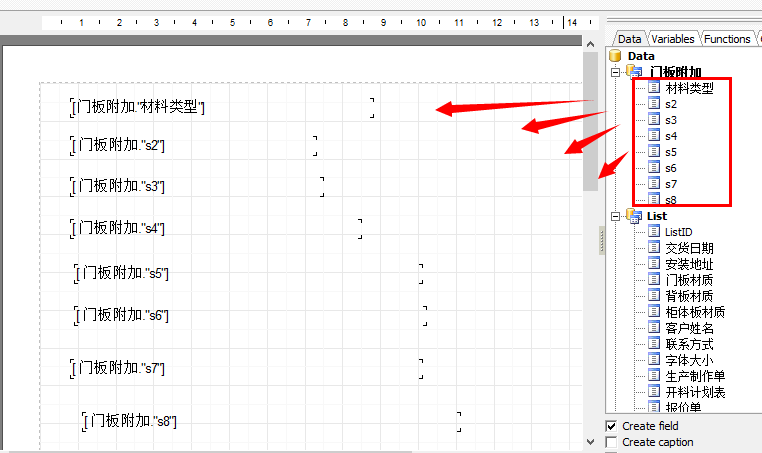 1 2 3 4 5 6 7 8 9 10 11 12 13 14
Data Variables Functions
Data
门板附加
材料类型
s2
s3
s4
s5
s6
s7
s8
List
ListID
交货日期
安装地址
门板材质
背板材质
柜体板材质
客户姓名
联系方式
字体大小
生产制作单
开料计划表
报价单
Create field
Create caption
[门板附加."材料类型"]
[门板附加."s2"]
[门板附加."s3"]
[门板附加."s4"]
[门板附加."s5"]
[门板附加."s6"]
[门板附加."s7"]
[门板附加."s8"]